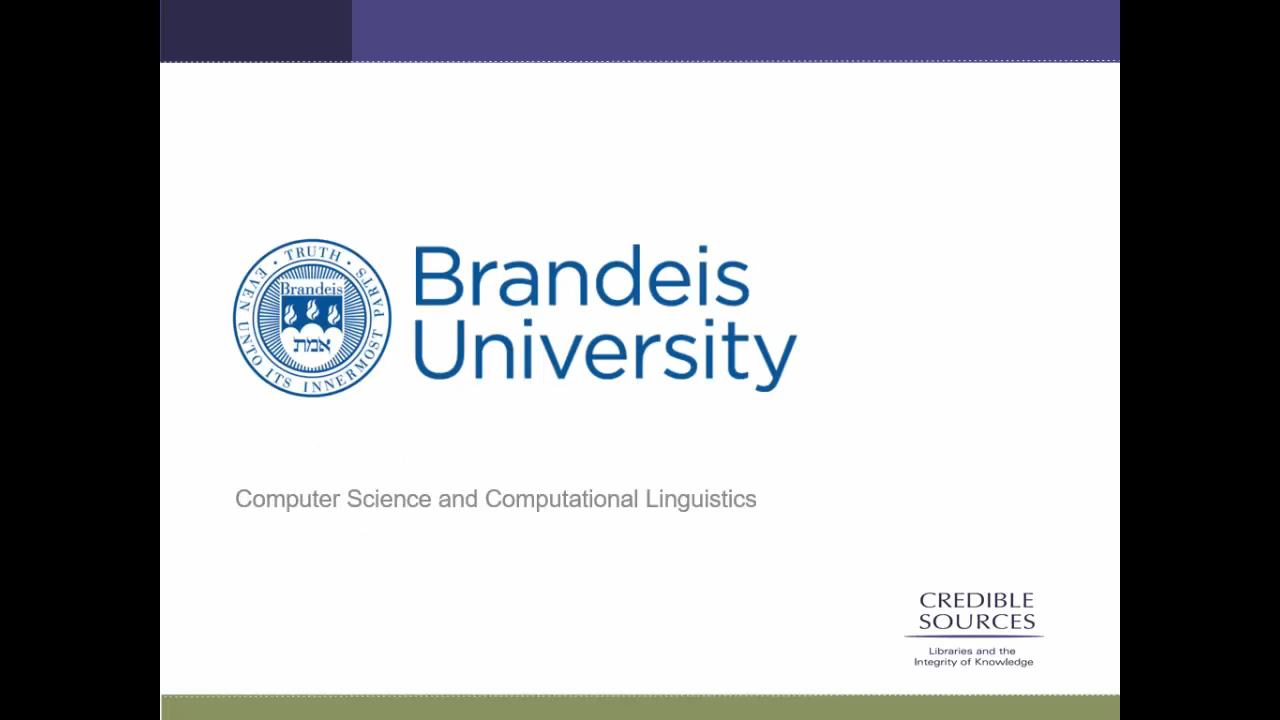 · TRUTH · EVEN UNTO ITS INNERMOST PARTS
Brandeis
אמת
Brandeis
University
Computer Science and Computational Linguistics
CREDIBLE
SOURCES
Libraries and the
Integrity of Knowledge